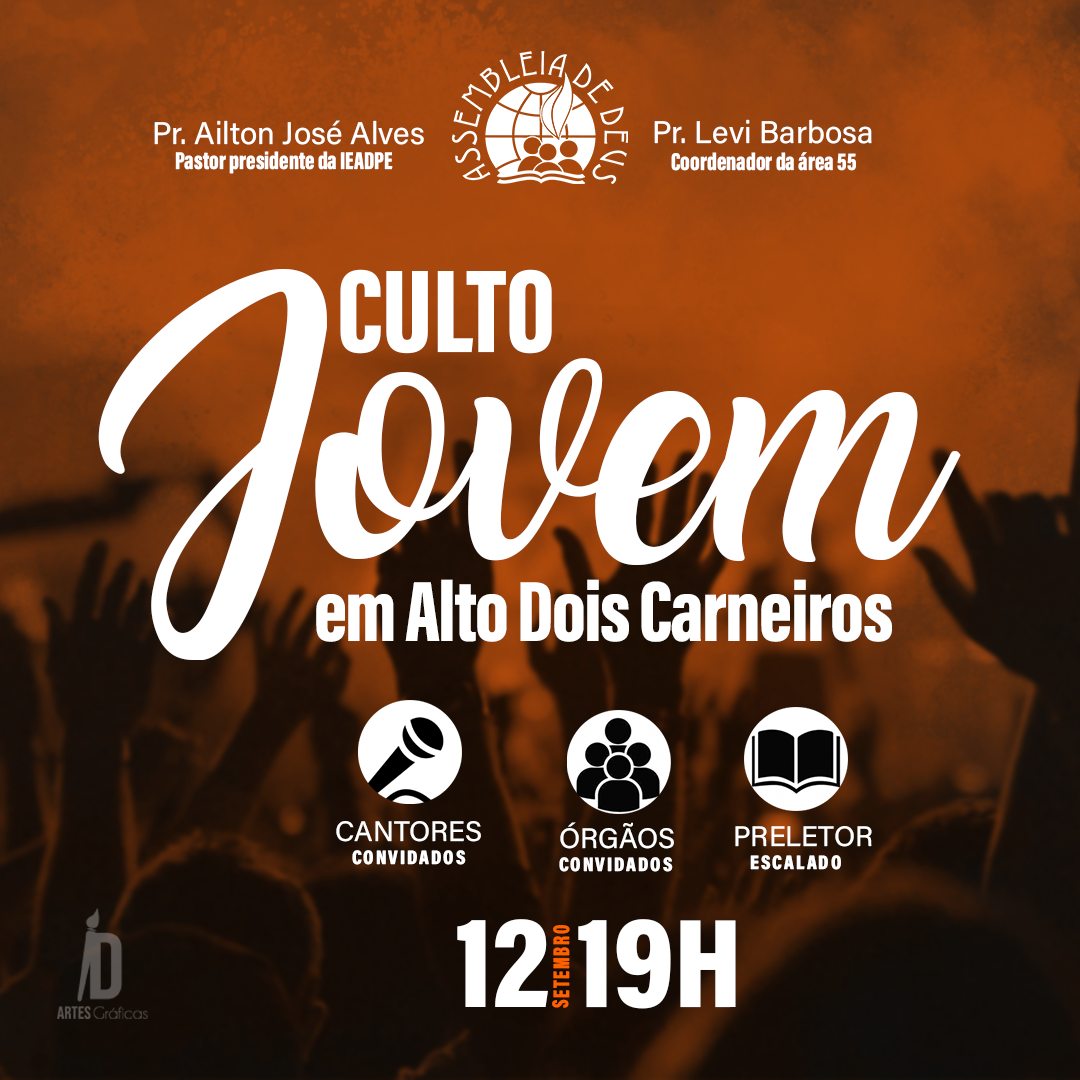 ASSEMBLEIA DE DEUS
Pr. Ailton José Alves
Pastor presidente da IEADPE
Pr. Levi Barbosa
Coordenador da área 55
CULTO
Jovem
em Alto Dois Carneiros
CANTORES
CONVIDADOS
ÓRGÃOS
CONVIDADOS
PRELETOR
ESCALADO
12 SETEMBRO 19H
D
ARTES Gráficas